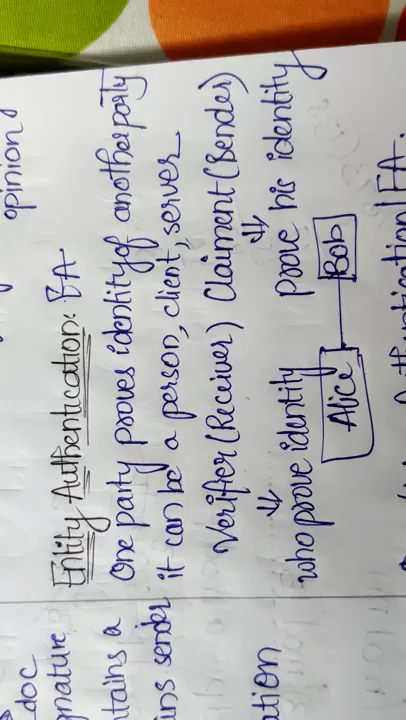 opinion
Entity Authentication: EA
One party proves identity of another party
it can be a person, client, server
Verifier (Receiver) Claiment (Sender)
⇓ ⇓
who prove identity prove his identity
Alice Bob
doc
nature
tains a
ins sender
ation